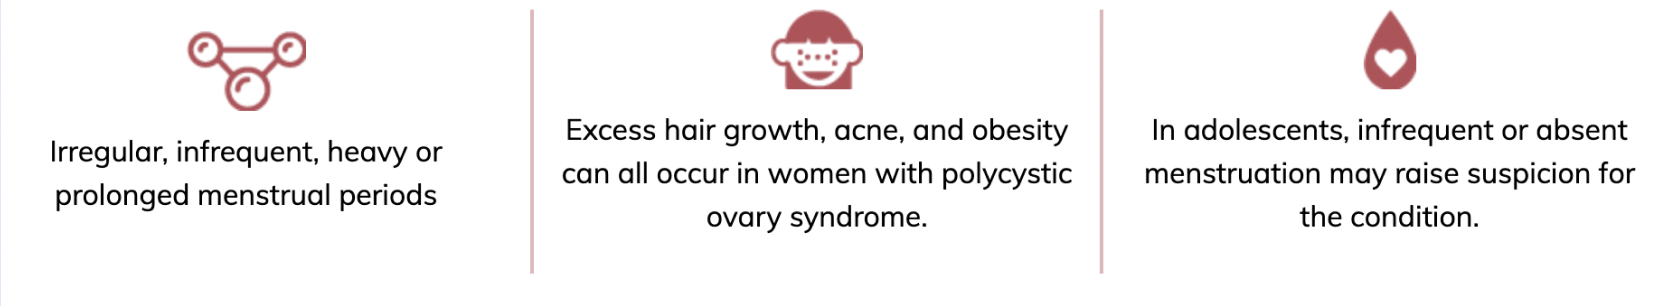 Irregular, infrequent, heavy or
prolonged menstrual periods
Excess hair growth, acne, and obesity
can all occur in women with polycystic
ovary syndrome.
In adolescents, infrequent or absent
menstruation may raise suspicion for
the condition.